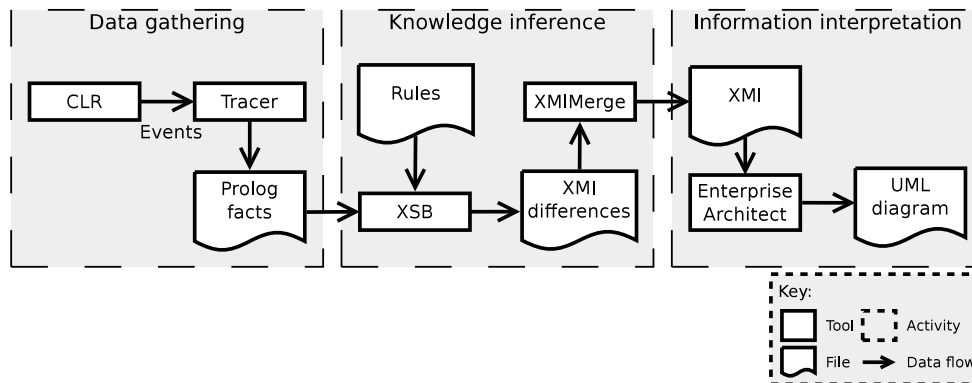 Data gathering
Knowledge inference
Information interpretation
CLR
Tracer
Events
Prolog
facts
Rules
XMIMerge
XSB
XMI
differences
XMI
Enterprise
Architect
UML
diagram
Key:
Tool
Activity
File
Data flow